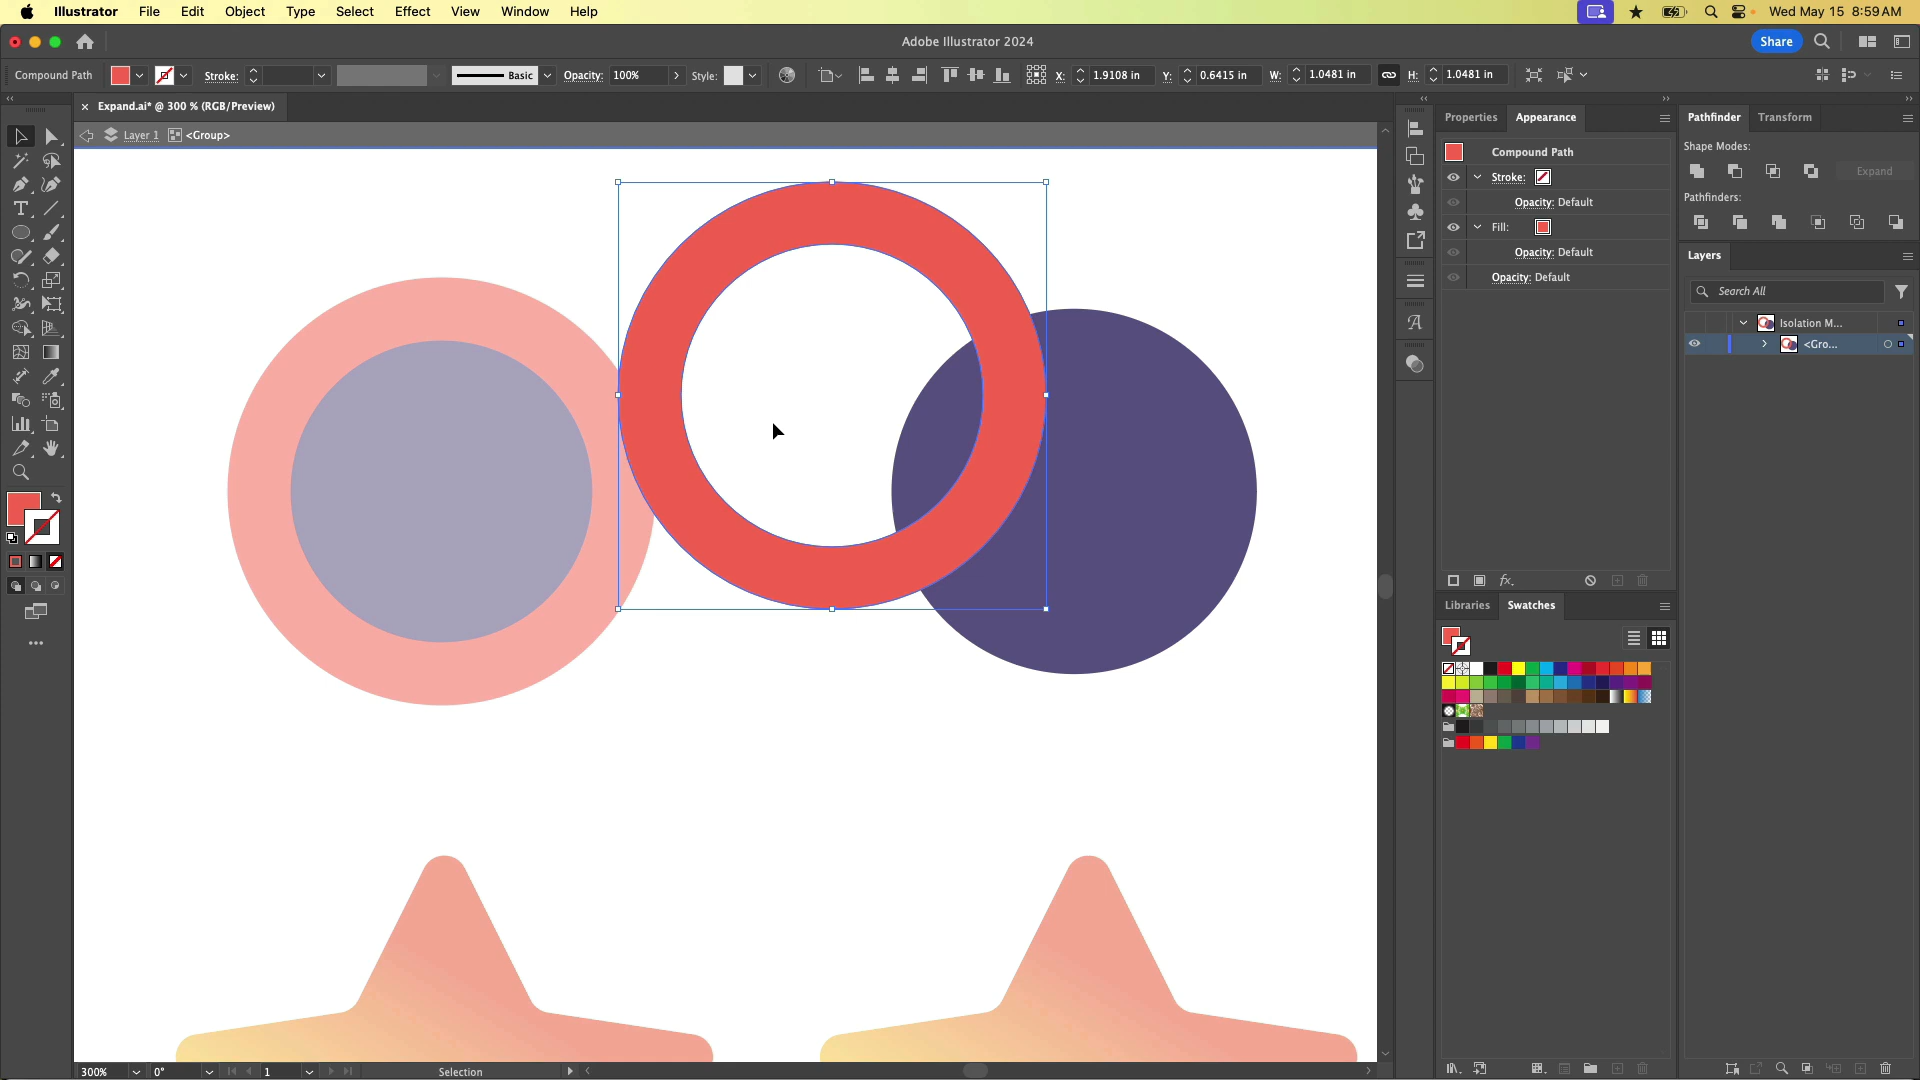 Illustrator File Edit Object Type Select Effect View Window Help Wed May 15 8:59 AM
Adobe Illustrator 2024 Share
Compound Path Stroke: Basic Opacity: 100% Style: X: 1.9108 in Y: 0.6415 in W: 1.0481 in H: 1.0481 in
× Expand.ai* @ 300 % (RGB/Preview)
Layer 1 <Group>
Properties Appearance
Compound Path
Stroke:
Opacity: Default
Fill:
Opacity: Default
Opacity: Default
fx.
Libraries Swatches
Pathfinder Transform
Shape Modes:
Expand
Pathfinders:
Layers
Search All
Isolation M...
<Gro...
300% 0° 1 Selection